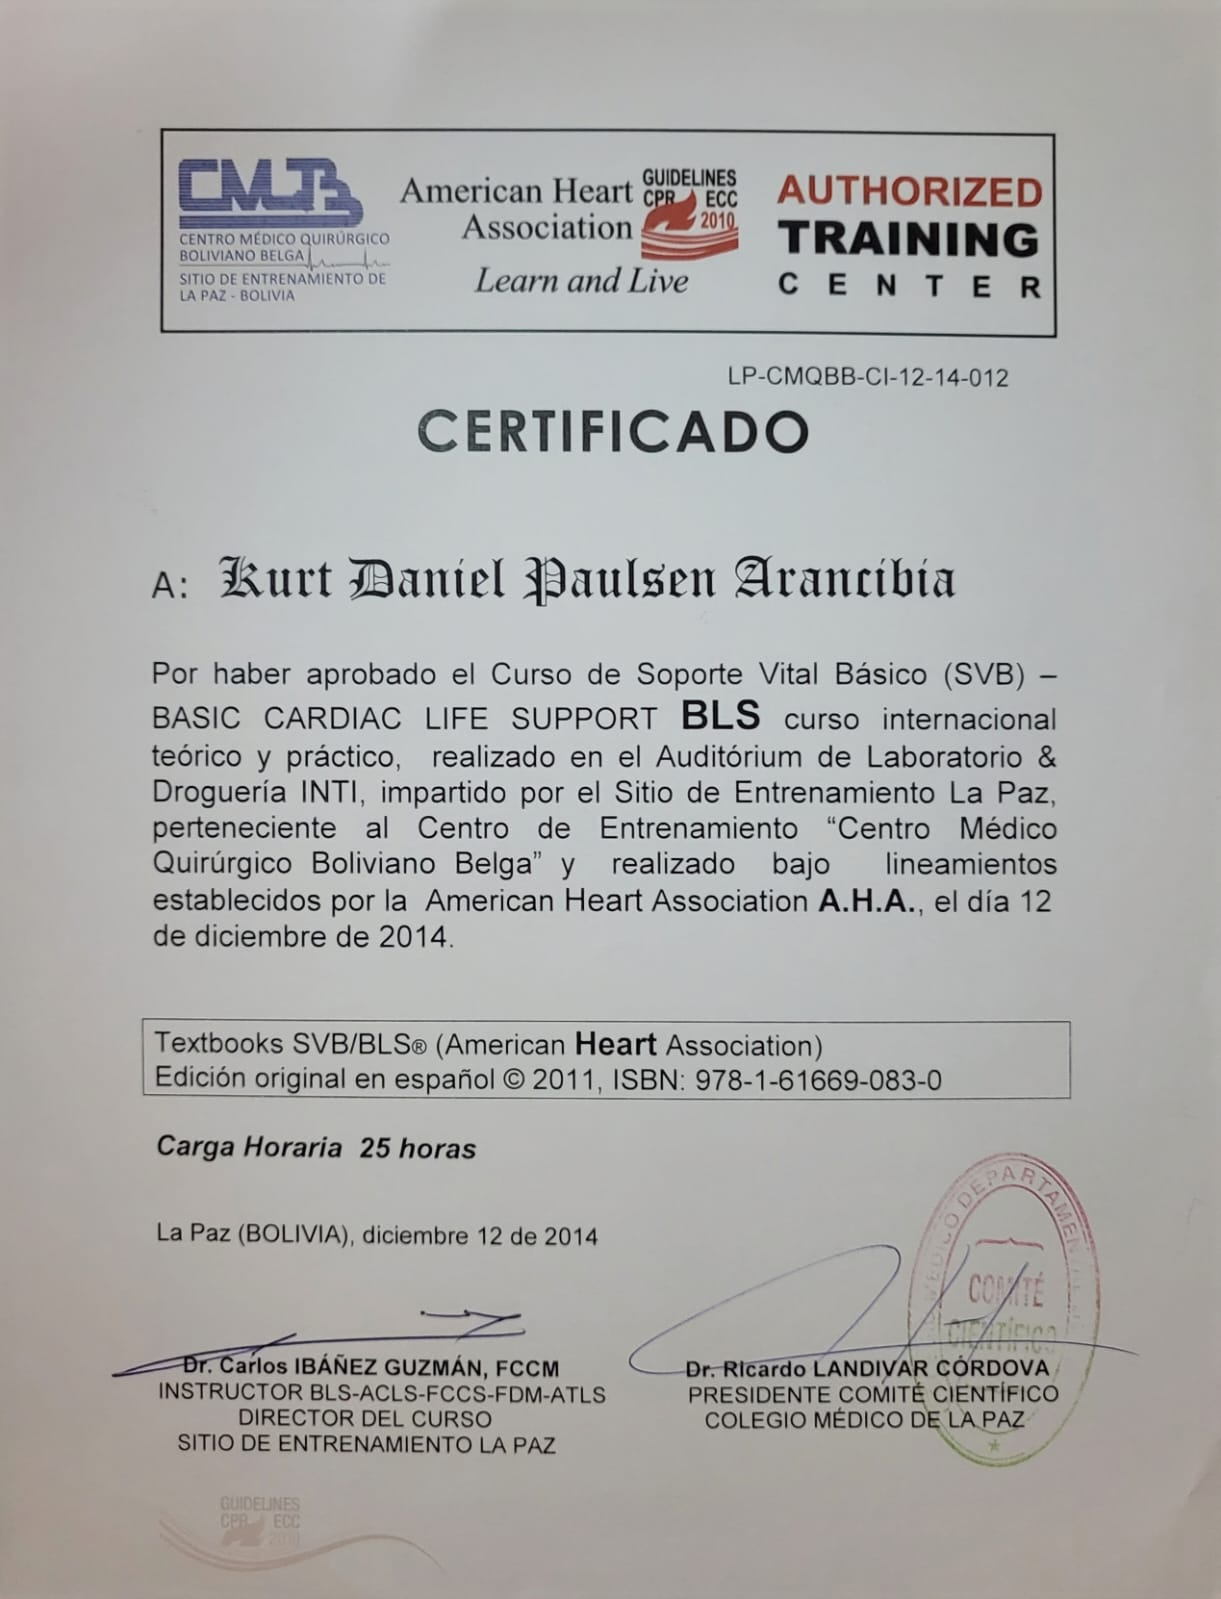 CMQBB
CENTRO MÉDICO QUIRÚRGICO
BOLIVIANO BELGA
SITIO DE ENTRENAMIENTO DE
LA PAZ - BOLIVIA
American Heart
Association
Learn and Live
GUIDELINES
CPR ECC
2010
AUTHORIZED
TRAINING
CENTER
LP-CMQBB-CI-12-14-012
CERTIFICADO
A: Kurt Daniel Paulsen Arancibia
Por haber aprobado el Curso de Soporte Vital Básico (SVB) –
BASIC CARDIAC LIFE SUPPORT BLS curso internacional
teórico y práctico, realizado en el Auditórium de Laboratorio &
Droguería INTI, impartido por el Sitio de Entrenamiento La Paz,
perteneciente al Centro de Entrenamiento “Centro Médico
Quirúrgico Boliviano Belga” y realizado bajo lineamientos
establecidos por la American Heart Association A.H.A., el día 12
de diciembre de 2014.
Textbooks SVB/BLS® (American Heart Association)
Edición original en español © 2011, ISBN: 978-1-61669-083-0
Carga Horaria 25 horas
La Paz (BOLIVIA), diciembre 12 de 2014
MÉDICO DEPARTAMEN
COMITÉ
CIENTÍFICO
Dr. Carlos IBÁÑEZ GUZMÁN, FCCM
INSTRUCTOR BLS-ACLS-FCCS-FDM-ATLS
DIRECTOR DEL CURSO
SITIO DE ENTRENAMIENTO LA PAZ
Dr. RIcardo LANDIVAR CÓRDOVA
PRESIDENTE COMITÉ CIENTÍFICO
COLEGIO MÉDICO DE LA PAZ
GUIDELINES
CPR ECC
2010